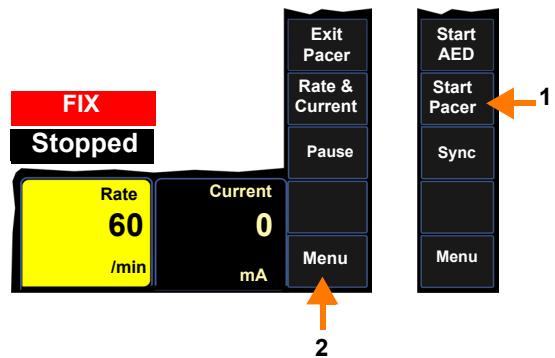 Exit
Pacer
Rate &
Current
Pause
Menu
FIX
Stopped
Rate
60
/min
Current
0
mA
2
Start
AED
Start
Pacer
Sync
Menu
1